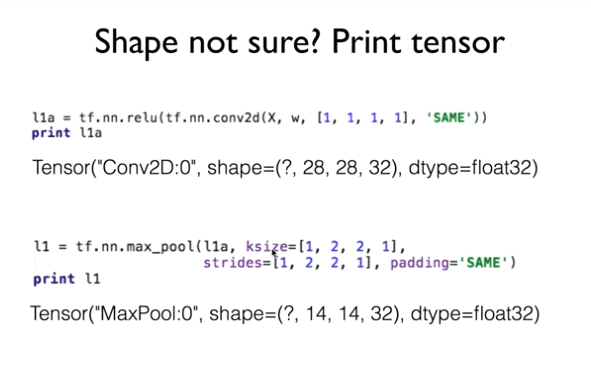 Shape not sure? Print tensor
l1a = tf.nn.relu(tf.nn.conv2d(X, w, [1, 1, 1, 1], 'SAME'))
print l1a
Tensor("Conv2D:0", shape=(?, 28, 28, 32), dtype=float32)
l1 = tf.nn.max_pool(l1a, ksize=[1, 2, 2, 1],
strides=[1, 2, 2, 1], padding='SAME')
print l1
Tensor("MaxPool:0", shape=(?, 14, 14, 32), dtype=float32)